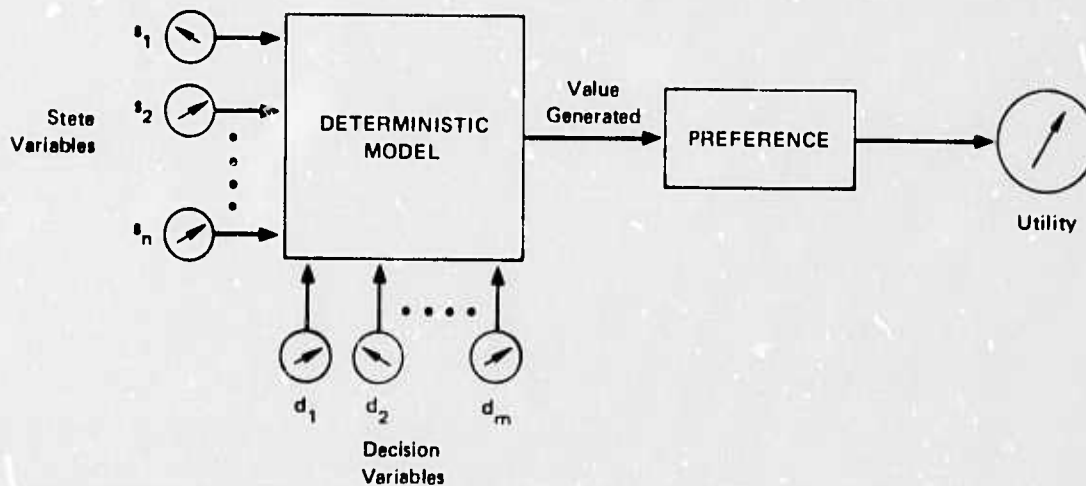 s1
s2
Stete
Variables
sn
DETERMINISTIC
MODEL
Value
Generated
PREFERENCE
Utility
d1
d2
dm
Decision
Variables